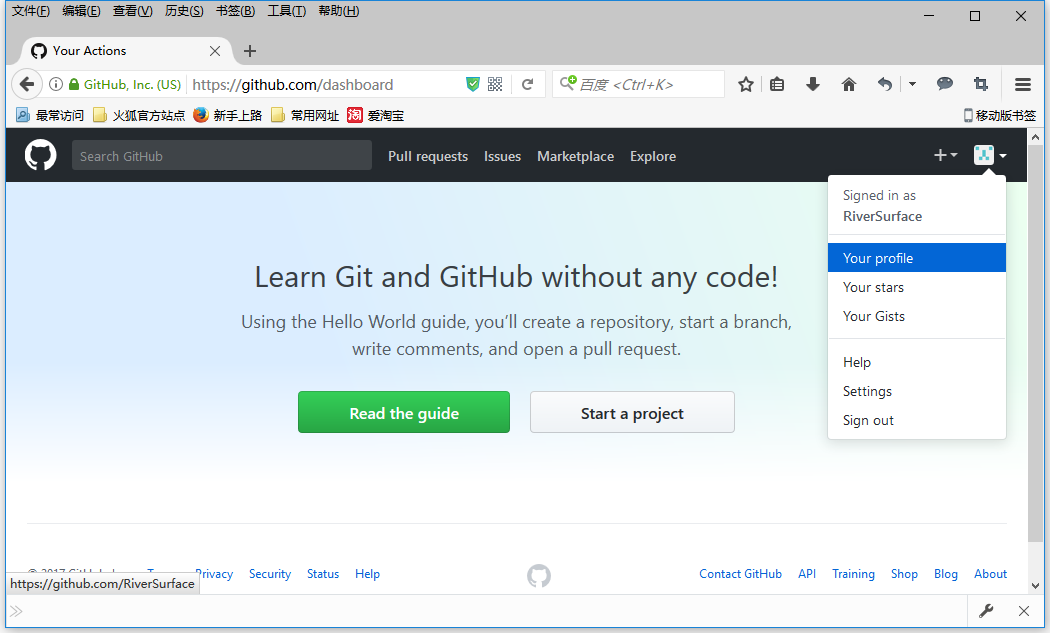 文件(F) 编辑(E) 查看(V) 历史(S) 书签(B) 工具(T) 帮助(H)
Your Actions
GitHub, Inc. (US) https://github.com/dashboard 百度 <Ctrl+K>
最常访问 火狐官方站点 新手上路 常用网址 淘 爱淘宝 移动版书签
Search GitHub Pull requests Issues Marketplace Explore
Signed in as
RiverSurface
Your profile
Your stars
Your Gists
Help
Settings
Sign out
Learn Git and GitHub without any code!
Using the Hello World guide, you’ll create a repository, start a branch,
write comments, and open a pull request.
Read the guide Start a project
© 2017 GitHub Privacy Security Status Help Contact GitHub API Training Shop Blog About
https://github.com/RiverSurface